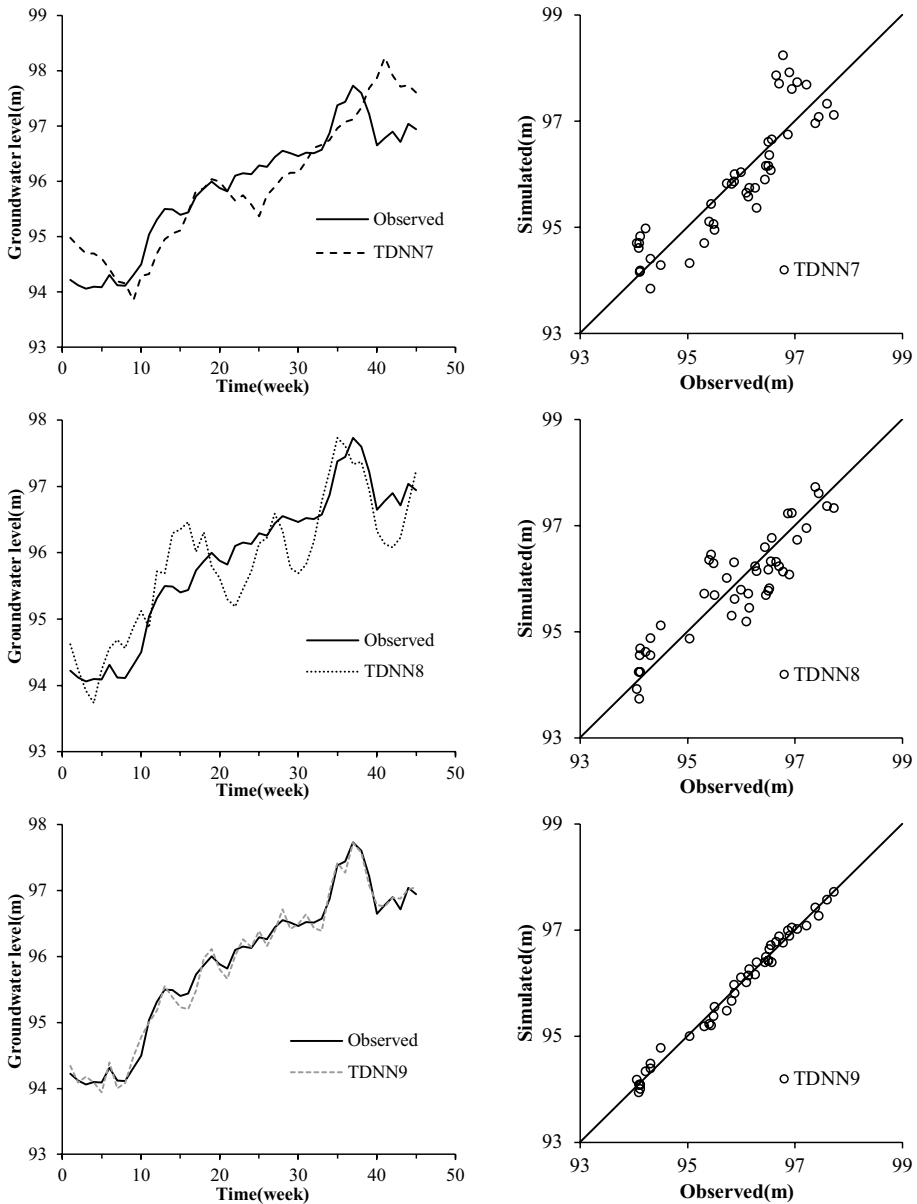 99
98
97
96
95
94
93
Groundwater level(m)
Observed
TDNN7
0 10 20 30 40 50
Time(week)
99
97
95
93
Simulated(m)
TDNN7
93 95 97 99
Observed(m)
98
97
96
95
94
93
Groundwater level(m)
Observed
TDNN8
0 10 20 30 40 50
Time(week)
99
97
95
93
Simulated(m)
TDNN8
93 95 97 99
Observed(m)
98
97
96
95
94
93
Groundwater level(m)
Observed
TDNN9
0 10 20 30 40 50
Time(week)
99
97
95
93
Simulated(m)
TDNN9
93 95 97 99
Observed(m)